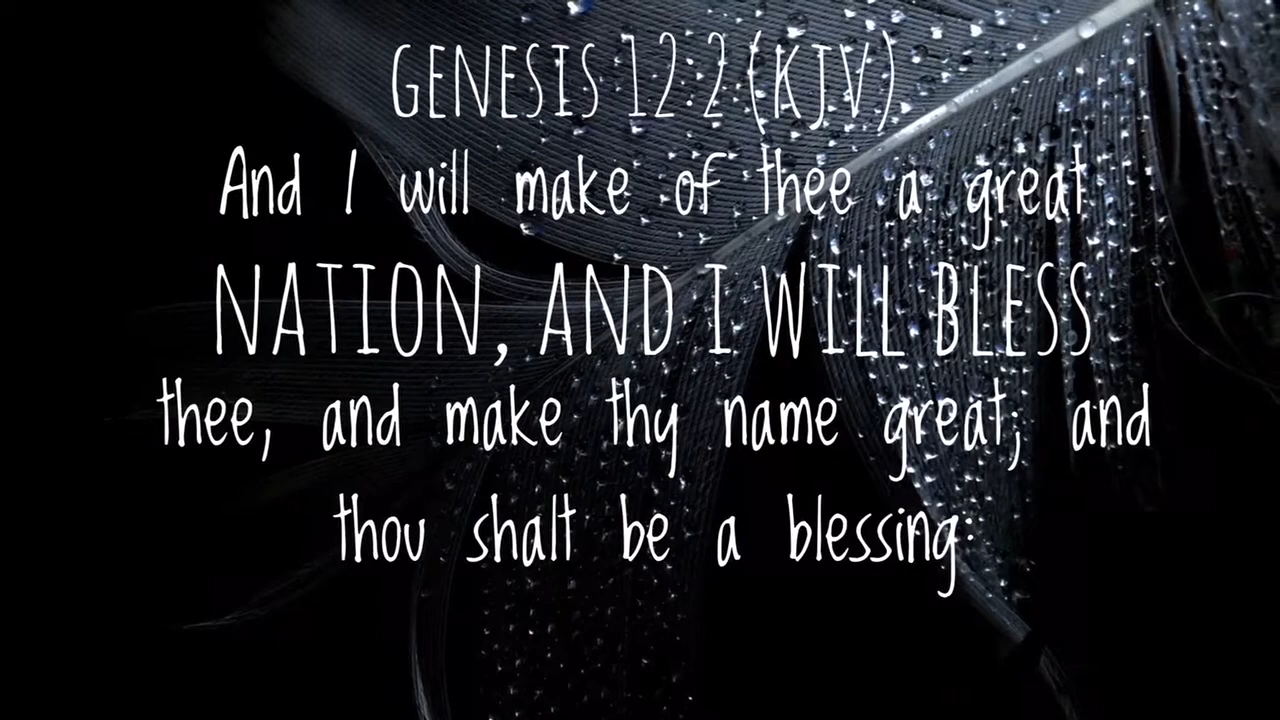 GENESIS 12:2 (KJV)
And I will make of thee a great
NATION, AND I WILL BLESS
thee, and make thy name great; and
thou shalt be a blessing: